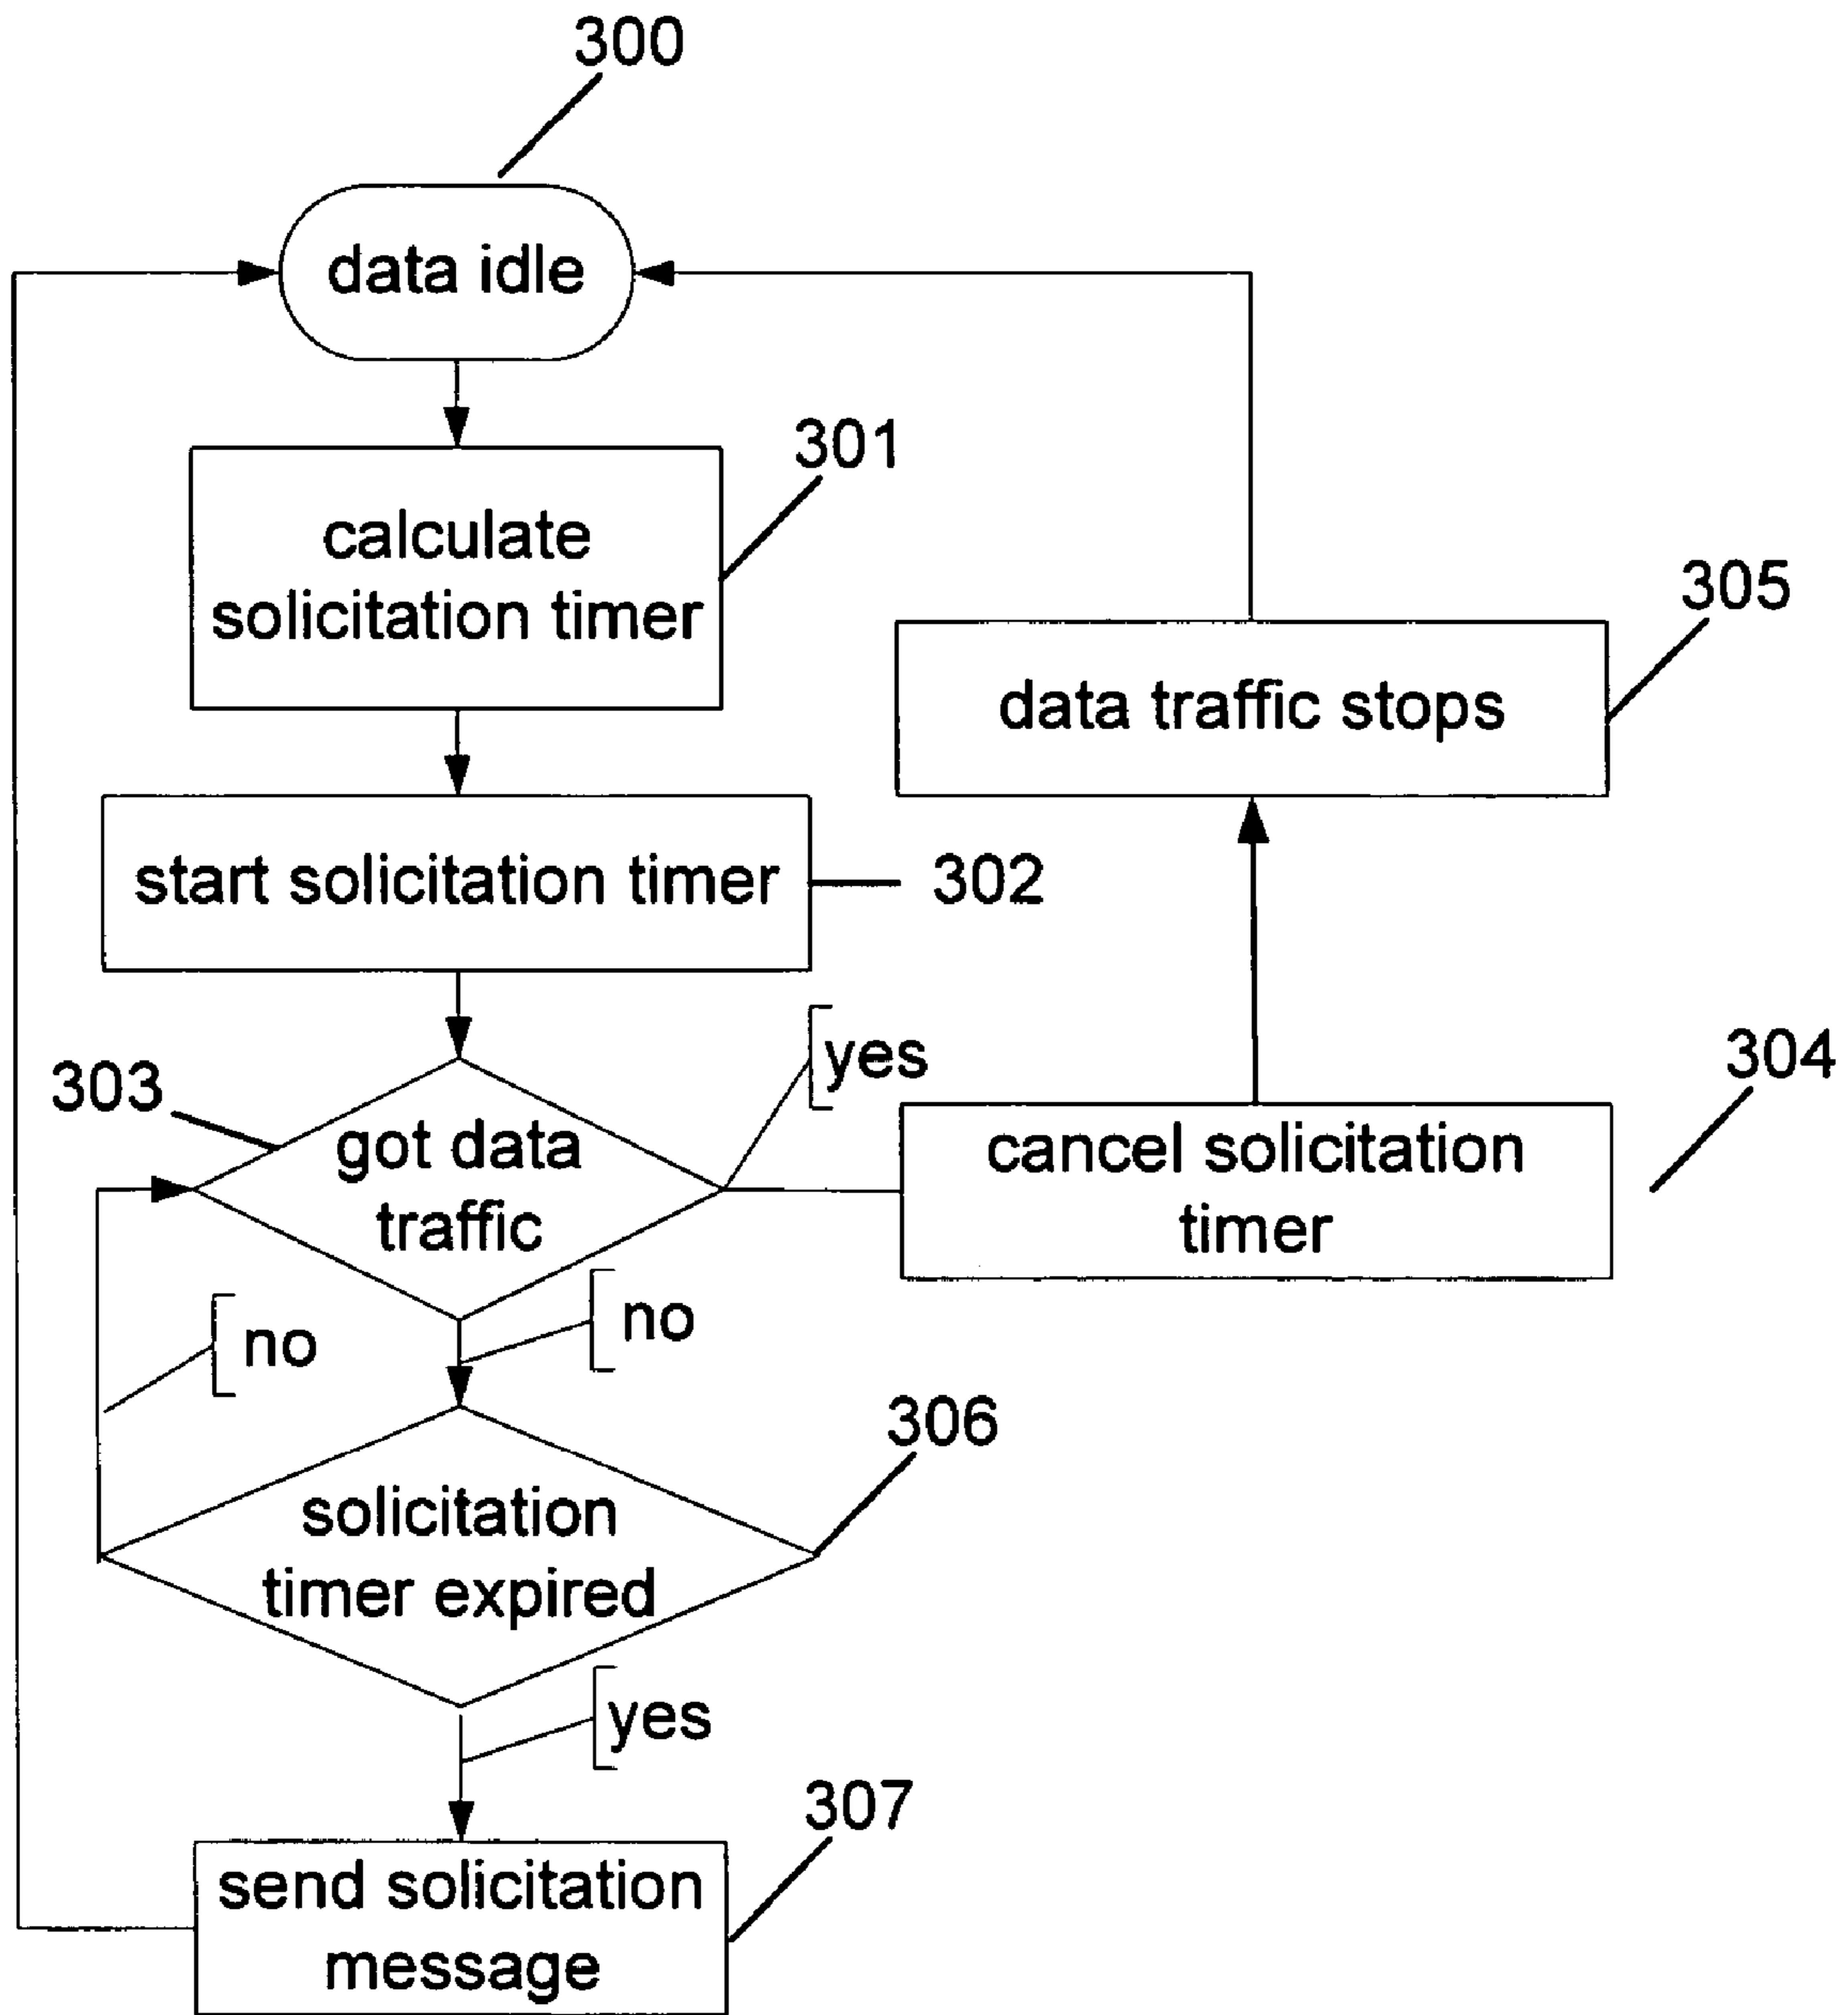 300
data idle
301
calculate
solicitation timer
305
data traffic stops
start solicitation timer
302
yes
304
303
got data
traffic
cancel solicitation
timer
no
no
306
solicitation
timer expired
yes
307
send solicitation
message